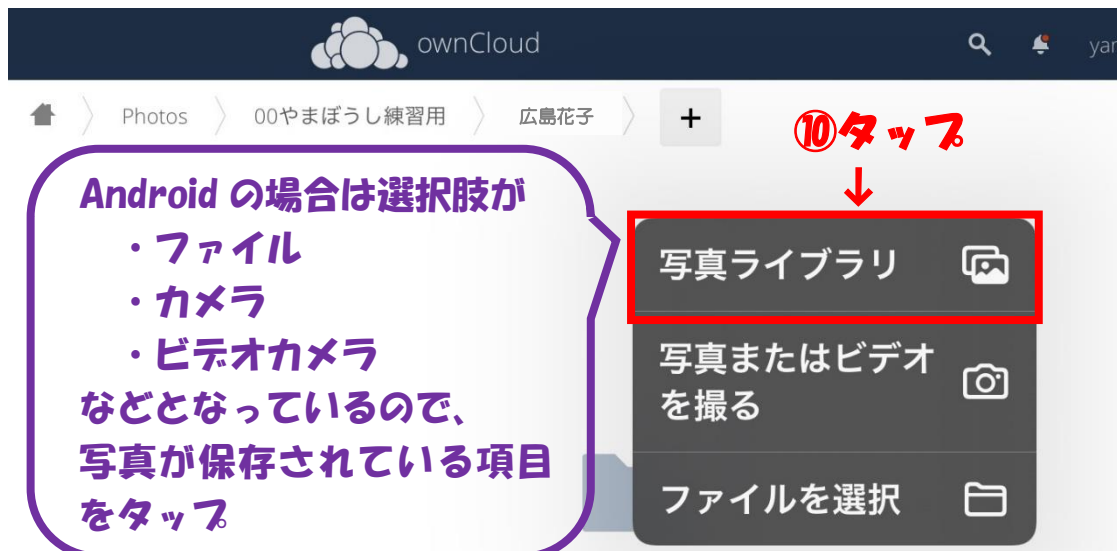 ownCloud
yar
Photos
00やまぼうし練習用
広島花子
+
⑩タップ
↓
Android の場合は選択肢が
・ファイル
・カメラ
・ビデオカメラ
などとなっているので、
写真が保存されている項目
をタップ
写真ライブラリ
写真またはビデオ
を撮る
ファイルを選択